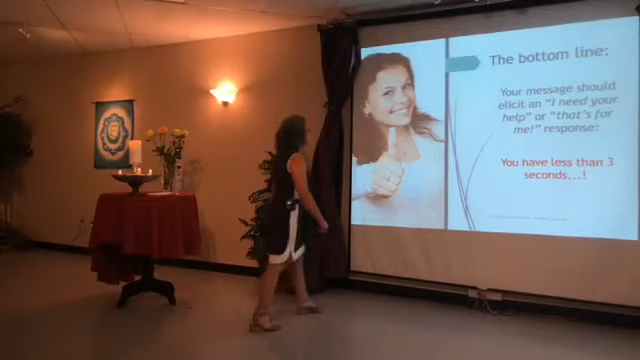 The bottom line:
Your message should
elicit an "I need your
help" or "that's for
me!" response:
You have less than 3
seconds...!